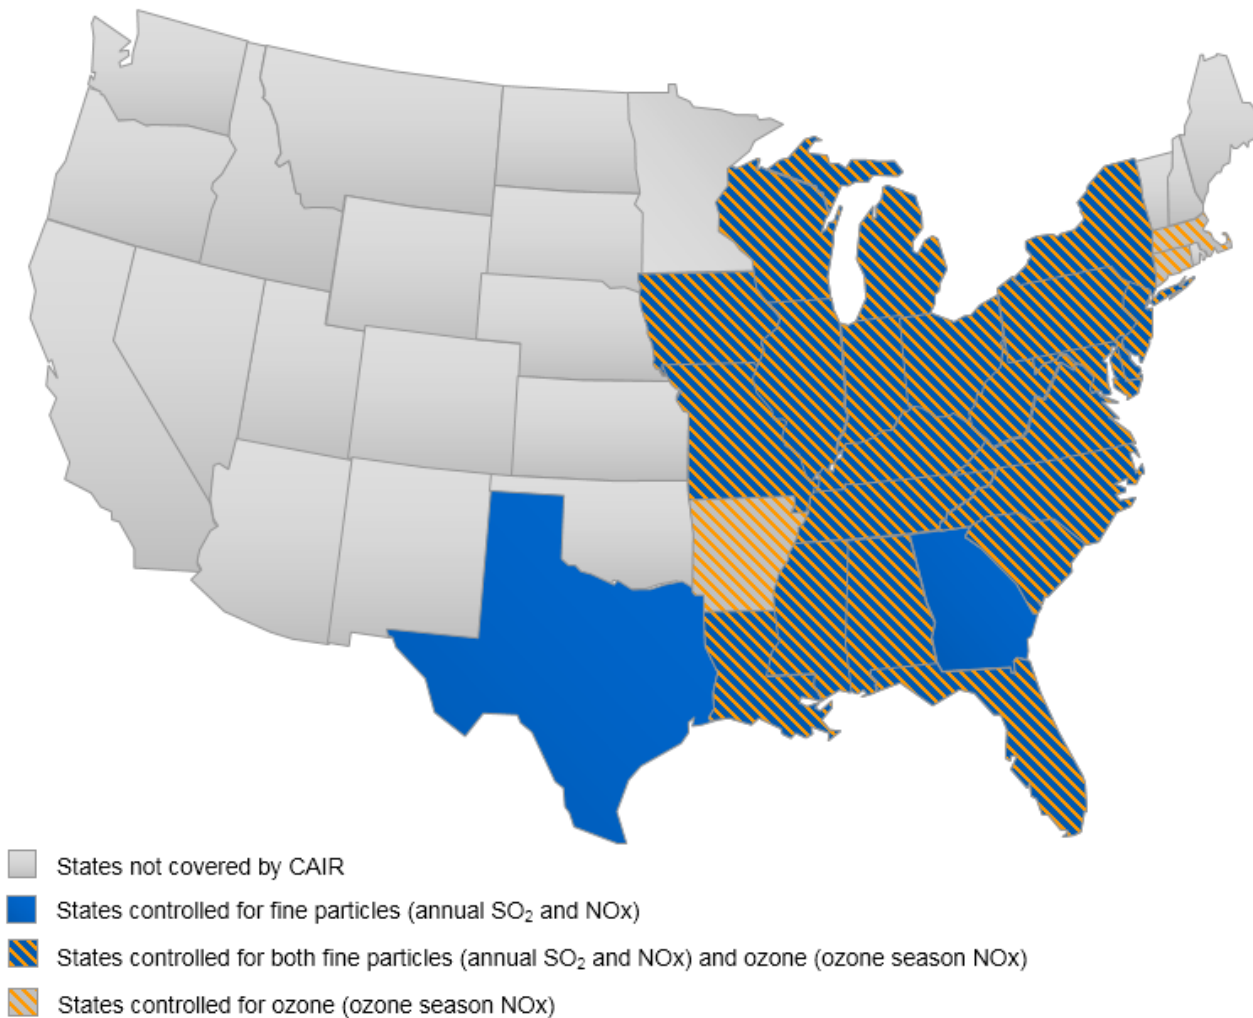 States not covered by CAIR
States controlled for fine particles (annual SO₂ and NOx)
States controlled for both fine particles (annual SO₂ and NOx) and ozone (ozone season NOx)
States controlled for ozone (ozone season NOx)